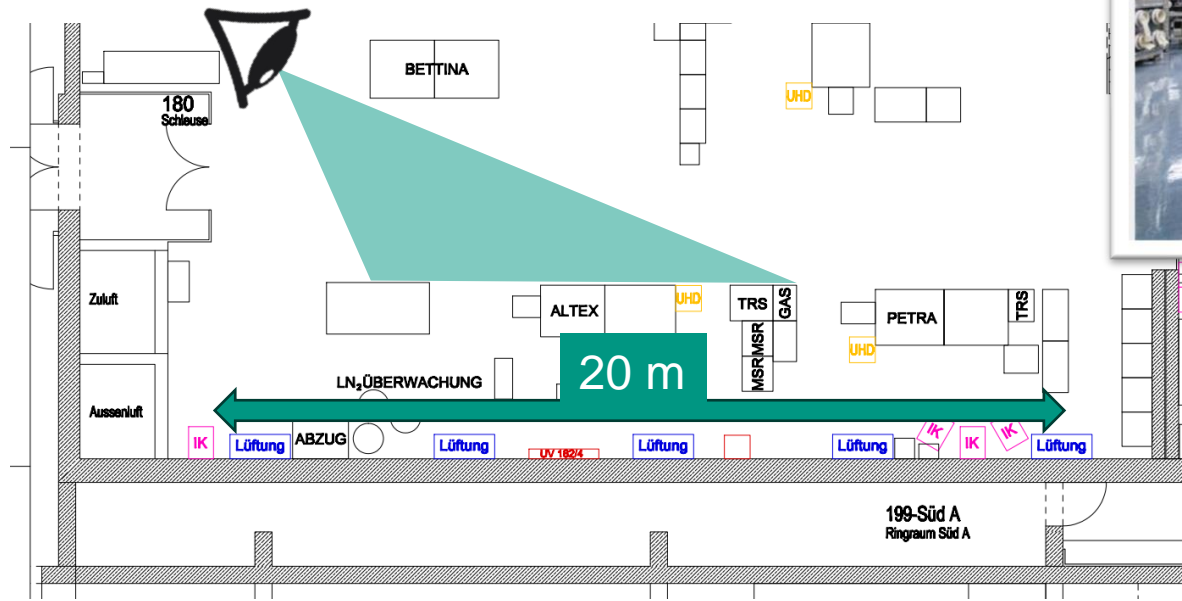 BETTINA
UHD
180
Schleuse
Zuluft
ALTEX
UHD
TRS
GAS
MSR
MSR
PETRA
TRS
UHD
20 m
LN₂ÜBERWACHUNG
Aussenluft
IK
Lüftung
ABZUG
Lüftung
UV 182/4
Lüftung
Lüftung
IK
IK
IK
Lüftung
199-Süd A
Ringraum Süd A